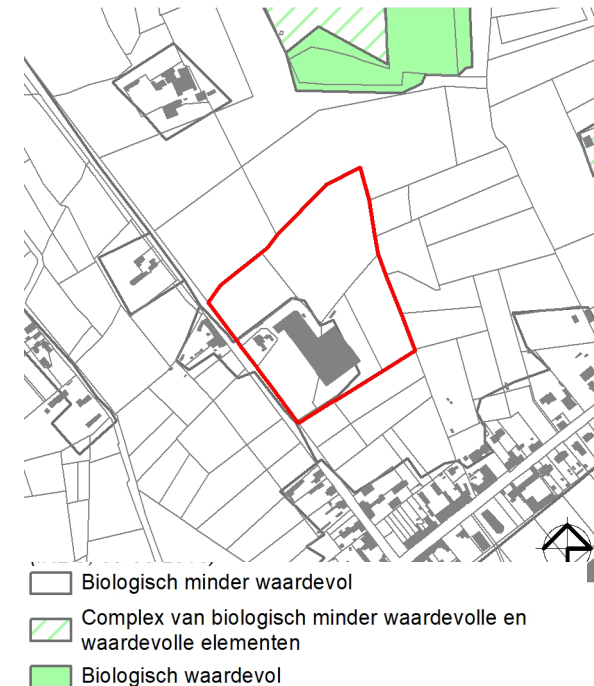 Biologisch minder waardevol
Complex van biologisch minder waardevolle en
waardevolle elementen
Biologisch waardevol